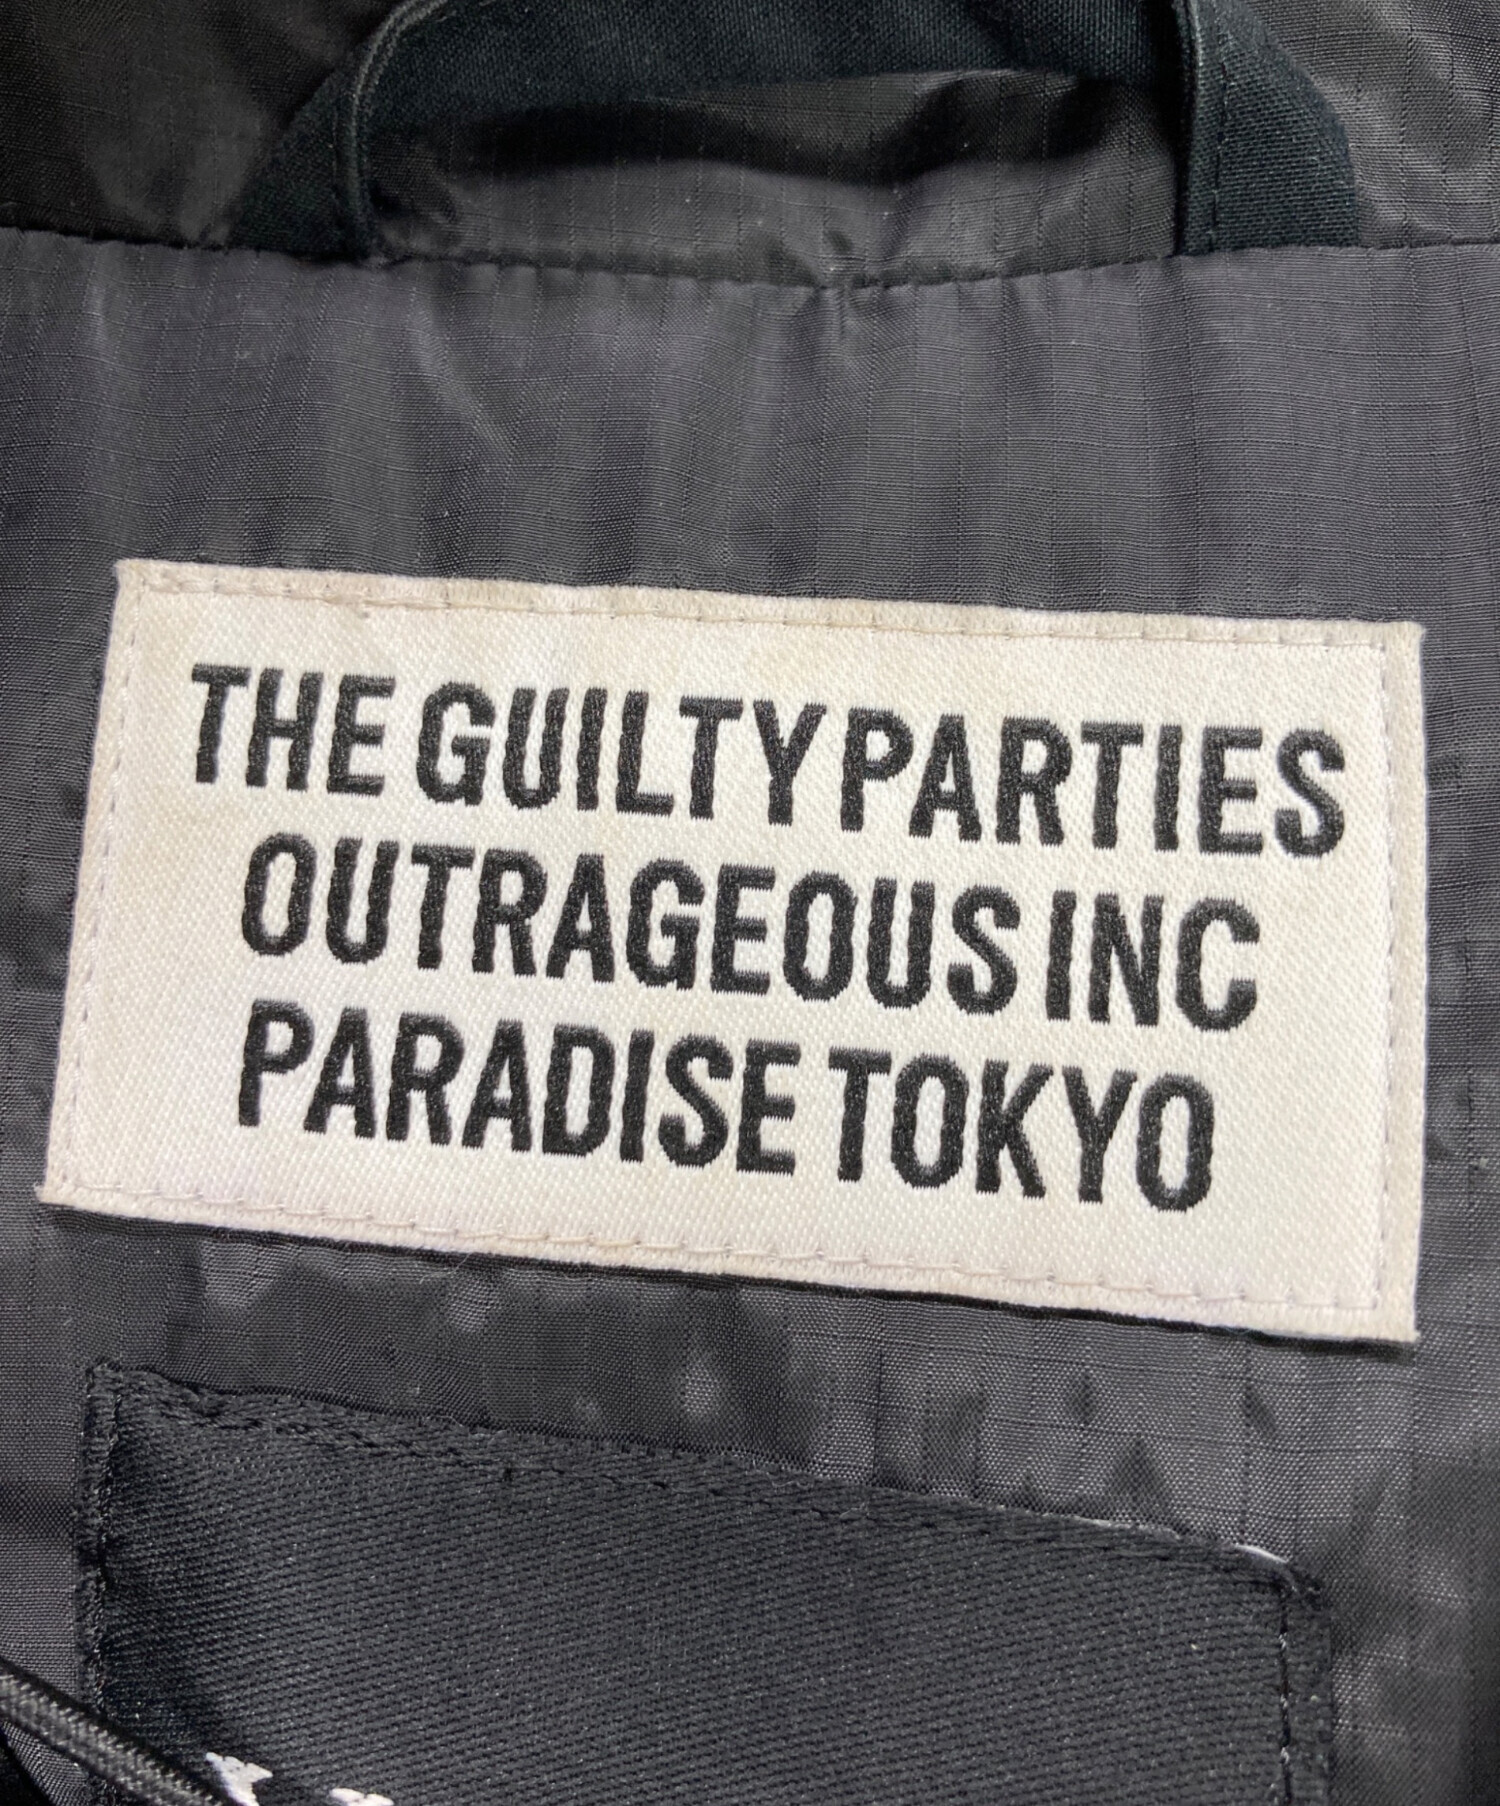 THE GUILTY PARTIES
OUTRAGEOUS INC
PARADISE TOKYO